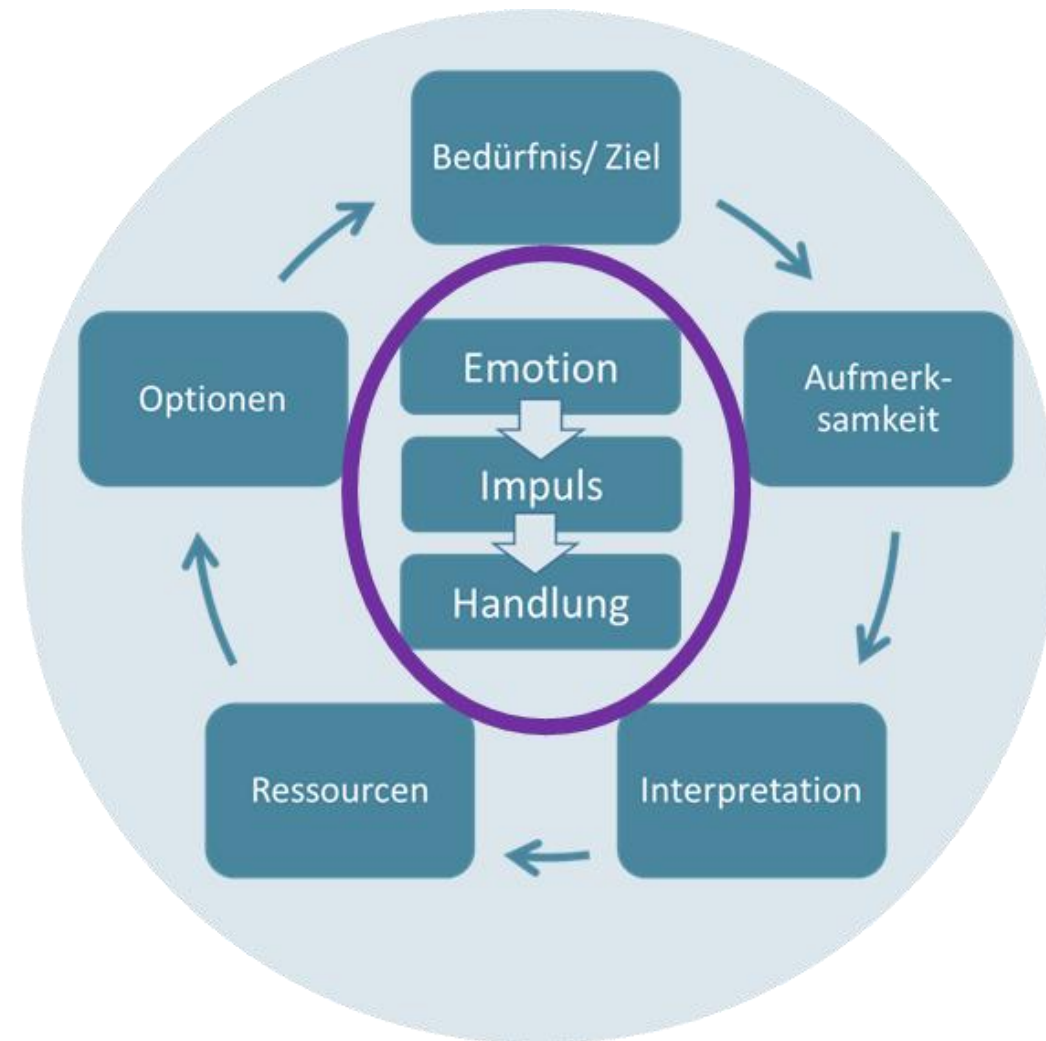 Bedürfnis/ Ziel
Emotion
Aufmerk-
samkeit
Optionen
Impuls
Handlung
Ressourcen
Interpretation